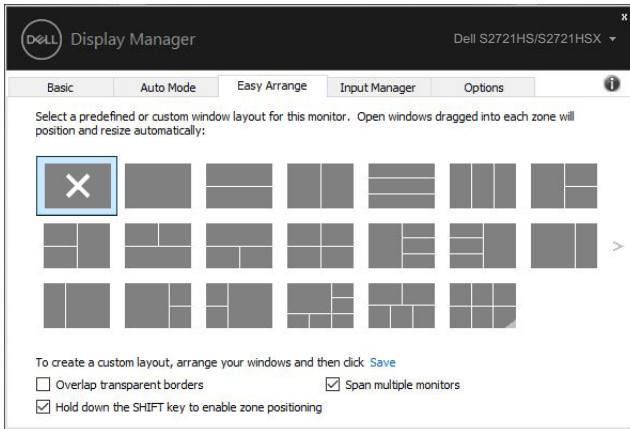 x
DELL Display Manager
Dell S2721HS/S2721HSX
Basic Auto Mode Easy Arrange Input Manager Options i
Select a predefined or custom window layout for this monitor. Open windows dragged into each zone will
position and resize automatically:
>
To create a custom layout, arrange your windows and then click Save
Overlap transparent borders Span multiple monitors
Hold down the SHIFT key to enable zone positioning